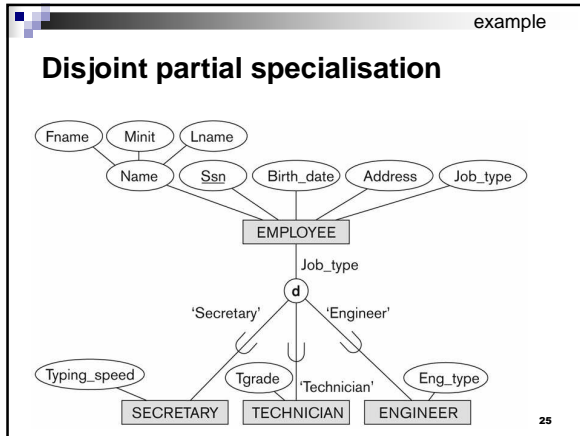 example
Disjoint partial specialisation
Fname Minit Lname
Name Ssn Birth_date Address Job_type
EMPLOYEE
Job_type
d
‘Secretary’ ‘Engineer’
Typing_speed Tgrade ‘Technician’ Eng_type
SECRETARY TECHNICIAN ENGINEER
25